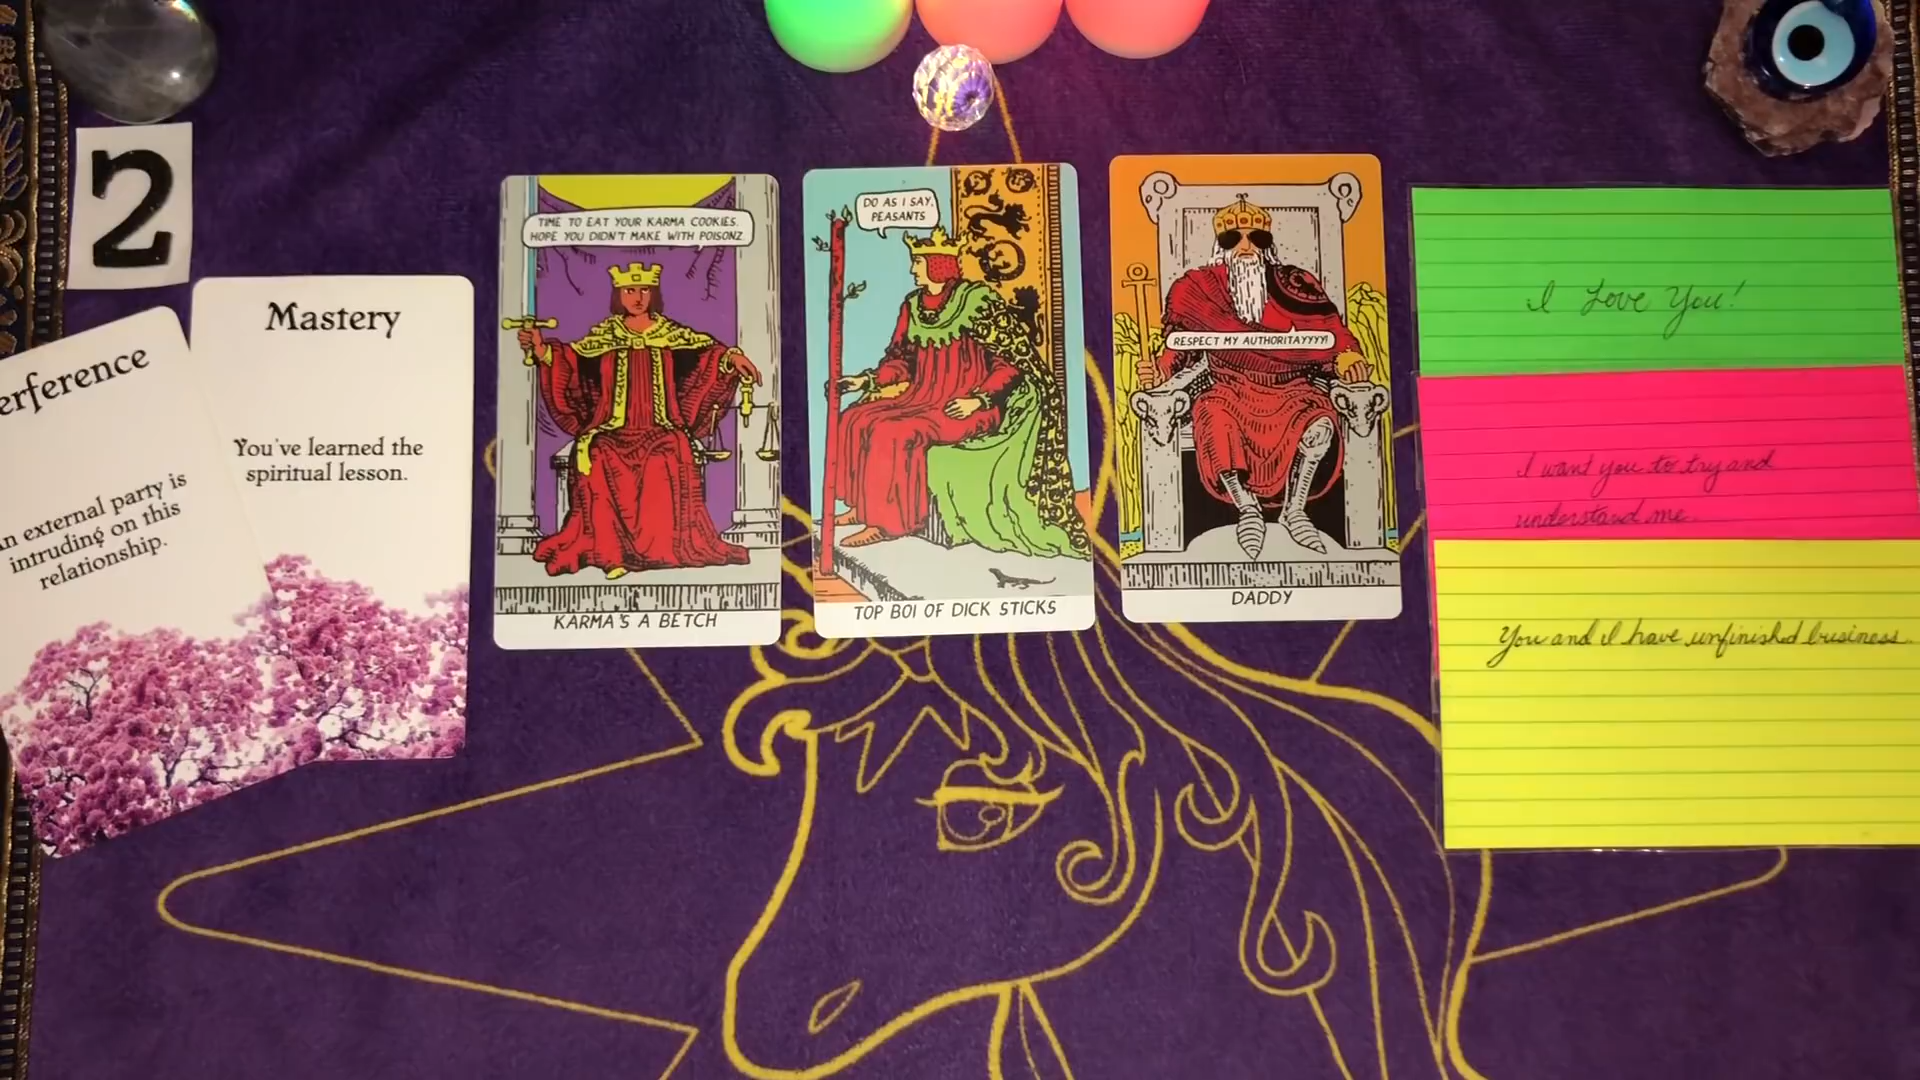 2
erference
n external party is
intruding on this
relationship.
Mastery
You've learned the
spiritual lesson.
TIME TO EAT YOUR KARMA COOKIES.
HOPE YOU DIDN'T MAKE WITH POISONZ
KARMA'S A BETCH
DO AS I SAY,
PEASANTS
TOP BOI OF DICK STICKS
RESPECT MY AUTHORITAYYYY!
DADDY
I Love You!
I want you to try and
understand me.
You and I have unfinished business.